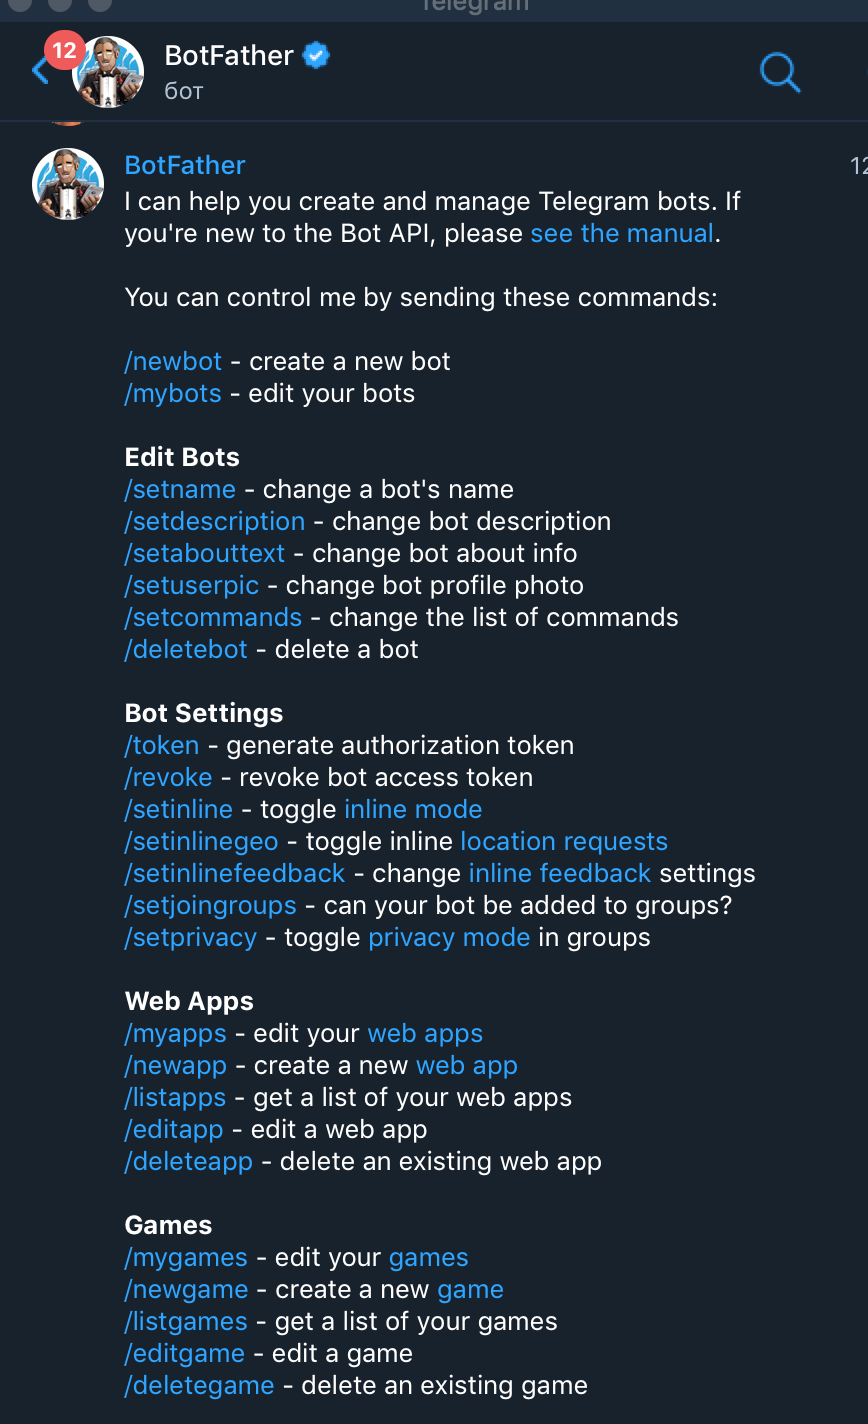 Telegram
12
BotFather
бот
BotFather
12
I can help you create and manage Telegram bots. If
you're new to the Bot API, please see the manual.
You can control me by sending these commands:
/newbot - create a new bot
/mybots - edit your bots
Edit Bots
/setname - change a bot's name
/setdescription - change bot description
/setabouttext - change bot about info
/setuserpic - change bot profile photo
/setcommands - change the list of commands
/deletebot - delete a bot
Bot Settings
/token - generate authorization token
/revoke - revoke bot access token
/setinline - toggle inline mode
/setinlinegeo - toggle inline location requests
/setinlinefeedback - change inline feedback settings
/setjoingroups - can your bot be added to groups?
/setprivacy - toggle privacy mode in groups
Web Apps
/myapps - edit your web apps
/newapp - create a new web app
/listapps - get a list of your web apps
/editapp - edit a web app
/deleteapp - delete an existing web app
Games
/mygames - edit your games
/newgame - create a new game
/listgames - get a list of your games
/editgame - edit a game
/deletegame - delete an existing game